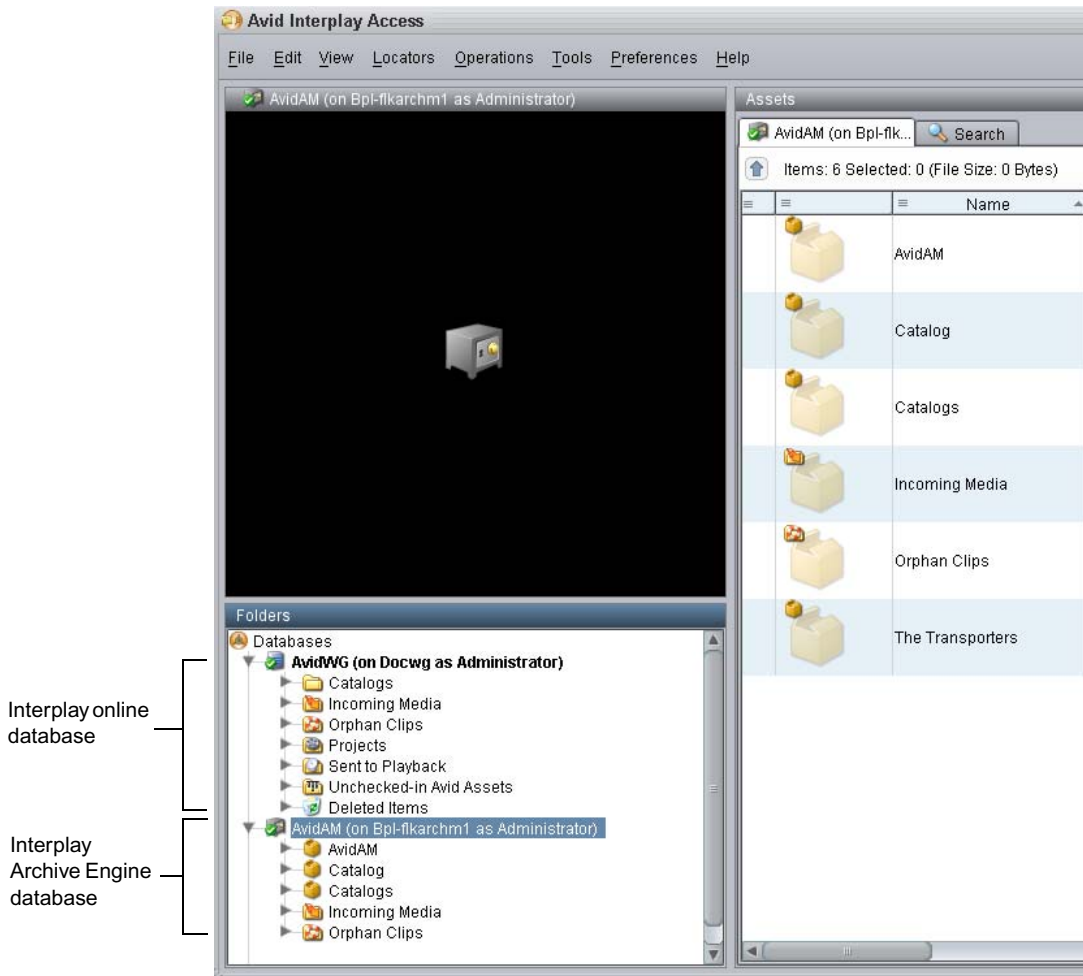 Avid Interplay Access
File Edit View Locators Operations Tools Preferences Help
AvidAM (on Bpl-flkarchm1 as Administrator)
Assets
AvidAM (on Bpl-flk... Search
Items: 6 Selected: 0 (File Size: 0 Bytes)
Name
AvidAM
Catalog
Catalogs
Incoming Media
Orphan Clips
The Transporters
Folders
Databases
AvidWG (on Docwg as Administrator)
Catalogs
Incoming Media
Orphan Clips
Projects
Sent to Playback
Unchecked-in Avid Assets
Deleted Items
AvidAM (on Bpl-flkarchm1 as Administrator)
AvidAM
Catalog
Catalogs
Incoming Media
Orphan Clips
Interplay online
database
Interplay
Archive Engine
database